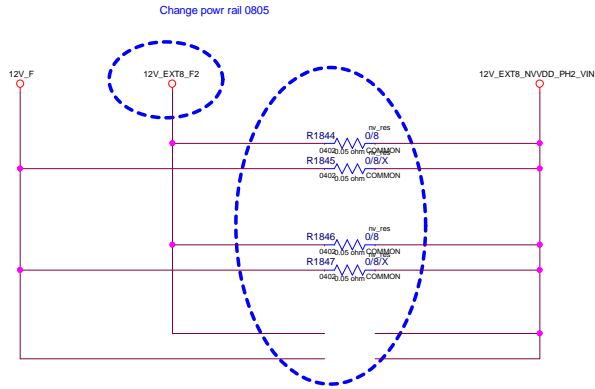 Change powr rail 0805
12V_F
12V_EXT8_F2
12V_EXT8_NVVDD_PH2_VIN
nv_res
R1844 0/8
0402 0.05 ohm COMMON
nv_res
R1845 0/8/X
0402 0.05 ohm COMMON
nv_res
R1846 0/8
0402 0.05 ohm COMMON
nv_res
R1847 0/8/X
0402 0.05 ohm COMMON